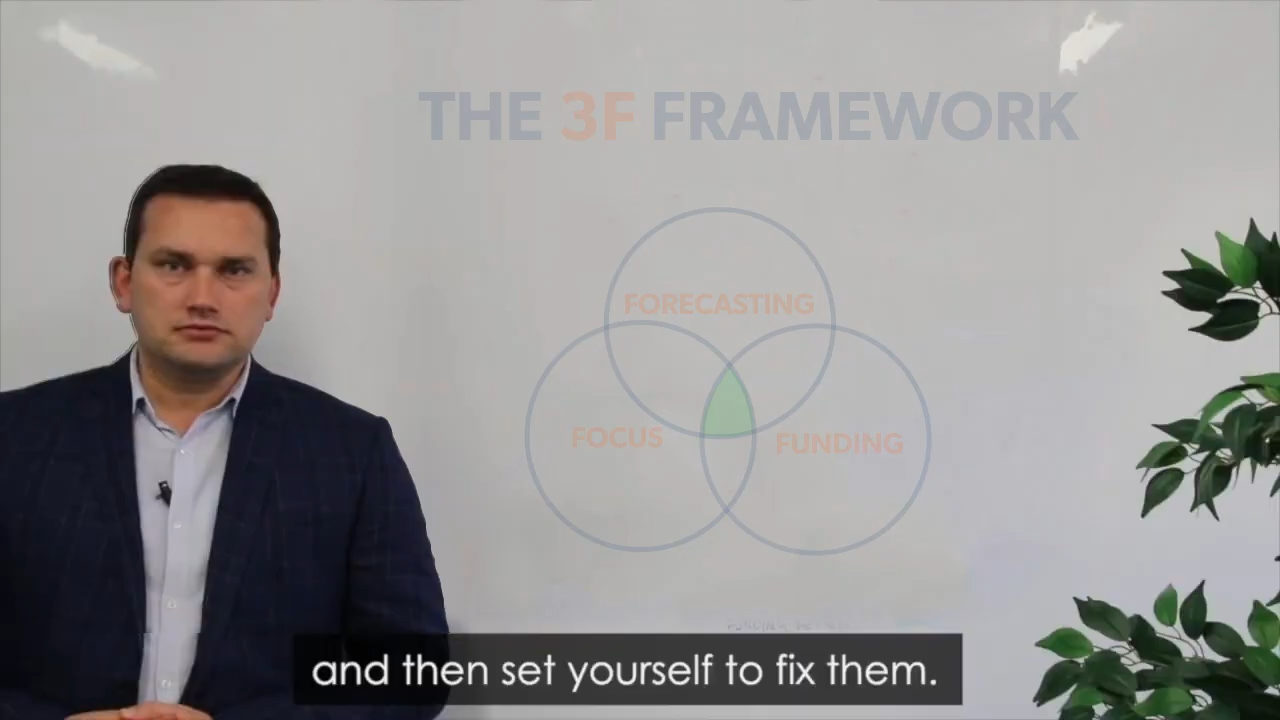 THE 3F FRAMEWORK
FORECASTING
FOCUS
FUNDING
and then set yourself to fix them.